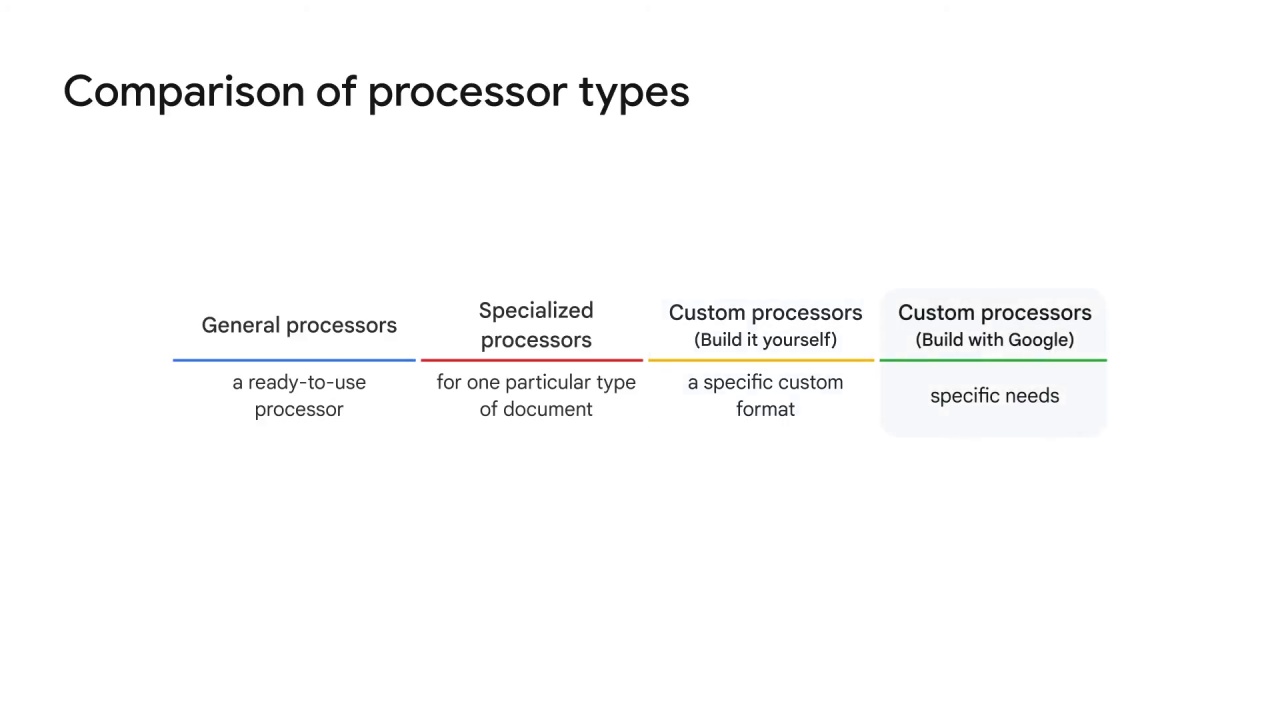 Comparison of processor types
General processors
a ready-to-use
processor
Specialized
processors
for one particular type
of document
Custom processors
(Build it yourself)
a specific custom
format
Custom processors
(Build with Google)
specific needs